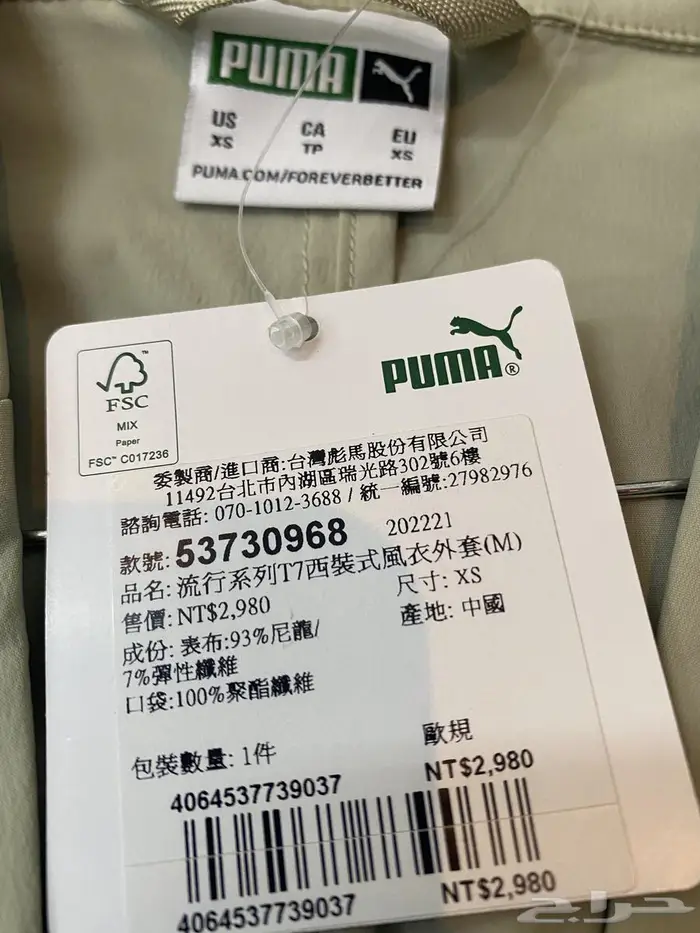 PUMA
US
XS
CA
TP
EU
XS
PUMA.COM/FOREVERBETTER
FSC
MIX
Paper
FSC™ C017236
PUMA®
委製商/進口商:台灣彪馬股份有限公司
11492台北市內湖區瑞光路302號6樓
諮詢電話: 070-1012-3688 / 統一編號:27982976
款號: 53730968 202221
品名: 流行系列T7西裝式風衣外套(M)
售價: NT$2,980 尺寸: XS
成份: 表布:93%尼龍/ 產地: 中國
7%彈性纖維
口袋:100%聚酯纖維
包裝數量: 1件 歐規
4064537739037 NT$2,980
4064537739037 NT$2,980
حراج